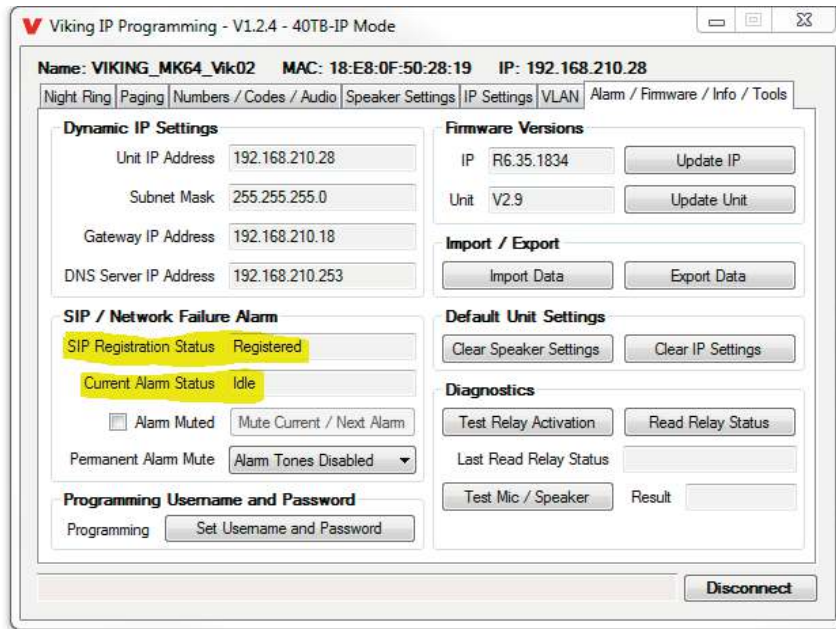 Viking IP Programming - V1.2.4 - 40TB-IP Mode
Name: VIKING_MK64_Vik02 MAC: 18:E8:0F:50:28:19 IP: 192.168.210.28
Night Ring Paging Numbers / Codes / Audio Speaker Settings IP Settings VLAN Alarm / Firmware / Info / Tools
Dynamic IP Settings
Unit IP Address 192.168.210.28
Subnet Mask 255.255.255.0
Gateway IP Address 192.168.210.18
DNS Server IP Address 192.168.210.253
SIP / Network Failure Alarm
SIP Registration Status Registered
Current Alarm Status Idle
Alarm Muted Mute Current / Next Alarm
Permanent Alarm Mute Alarm Tones Disabled
Programming Username and Password
Programming Set Username and Password
Firmware Versions
IP R6.35.1834 Update IP
Unit V2.9 Update Unit
Import / Export
Import Data Export Data
Default Unit Settings
Clear Speaker Settings Clear IP Settings
Diagnostics
Test Relay Activation Read Relay Status
Last Read Relay Status
Test Mic / Speaker Result
Disconnect